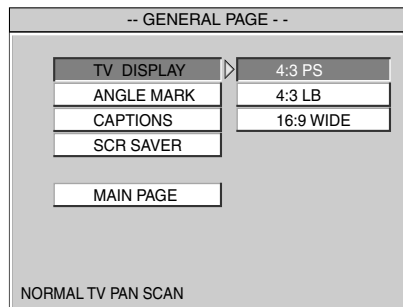 -- GENERAL PAGE - -
TV DISPLAY
4:3 PS
ANGLE MARK
4:3 LB
CAPTIONS
16:9 WIDE
SCR SAVER
MAIN PAGE
NORMAL TV PAN SCAN